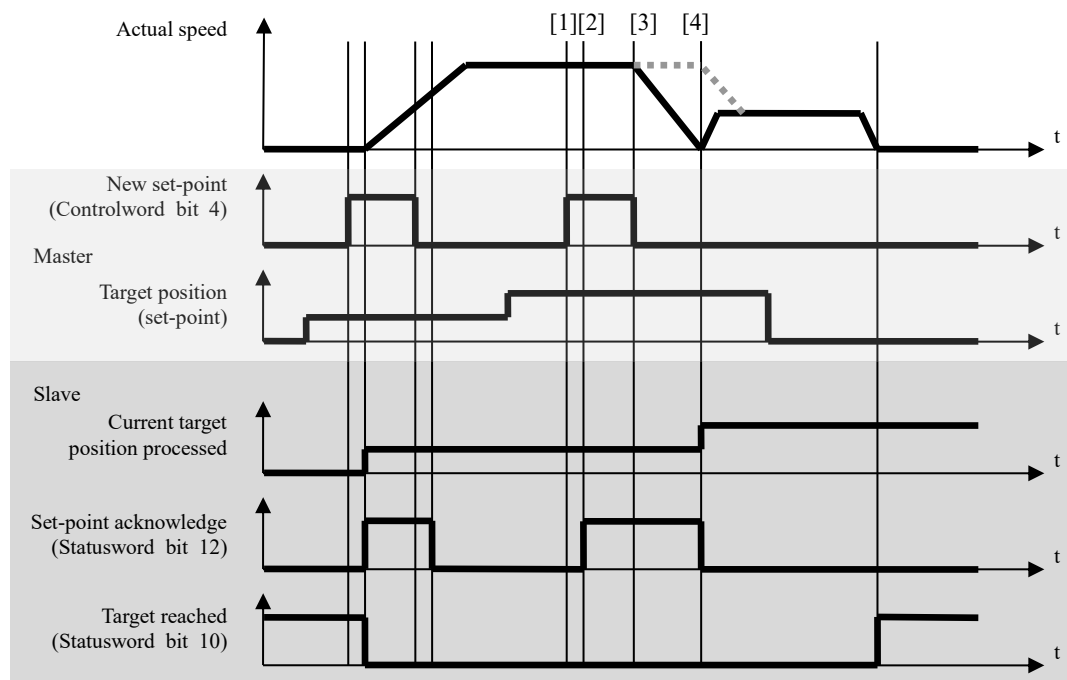 Actual speed
[1][2]
[3]
[4]
t
New set-point
(Controlword bit 4)
t
Master
Target position
(set-point)
t
Slave
Current target
position processed
t
Set-point acknowledge
(Statusword bit 12)
t
Target reached
(Statusword bit 10)
t